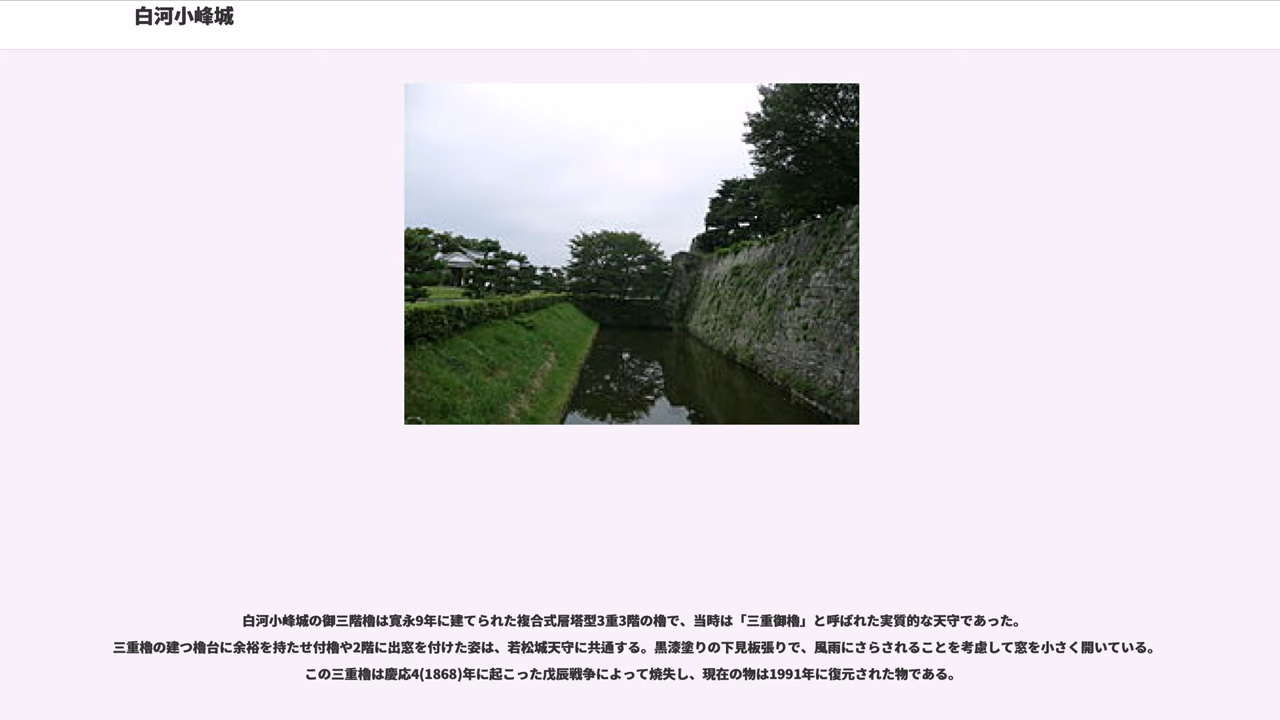 白河小峰城
白河小峰城の御三階櫓は寛永9年に建てられた複合式層塔型3重3階の櫓で、当時は「三重御櫓」と呼ばれた実質的な天守であった。
三重櫓の建つ櫓台に余裕を持たせ付櫓や2階に出窓を付けた姿は、若松城天守に共通する。黒漆塗りの下見板張りで、風雨にさらされることを考慮して窓を小さく開いている。
この三重櫓は慶応4(1868)年に起こった戊辰戦争によって焼失し、現在の物は1991年に復元された物である。